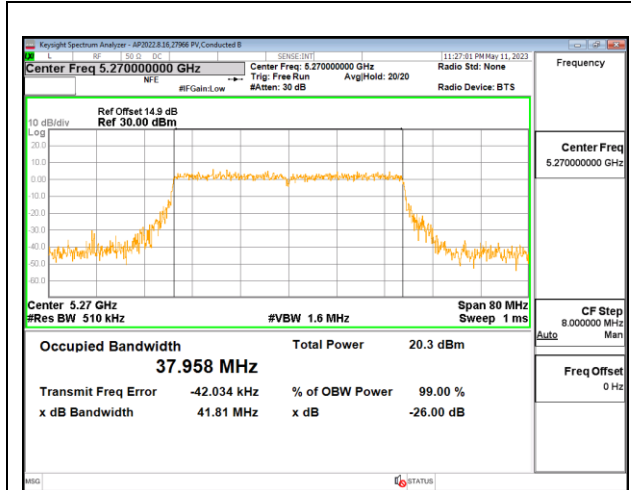 Keysight Spectrum Analyzer - AP2022.8.16,27966 PV,Conducted B
L RF 50 Ω DC SENSE:INT 11:27:01 PM May 11, 2023
Center Freq 5.270000000 GHz Center Freq: 5.270000000 GHz Radio Std: None Frequency
NFE Trig: Free Run Avg|Hold: 20/20
#IFGain:Low #Atten: 30 dB Radio Device: BTS
Ref Offset 14.9 dB
10 dB/div Ref 30.00 dBm
Log
20.0
10.0
0.00
-10.0
-20.0
-30.0
-40.0
-50.0
-60.0
Center Freq
5.270000000 GHz
Center 5.27 GHz Span 80 MHz
#Res BW 510 kHz #VBW 1.6 MHz Sweep 1 ms
CF Step
8.000000 MHz
Auto Man
Occupied Bandwidth Total Power 20.3 dBm
37.958 MHz
Transmit Freq Error -42.034 kHz % of OBW Power 99.00 %
x dB Bandwidth 41.81 MHz x dB -26.00 dB
Freq Offset
0 Hz
MSG STATUS